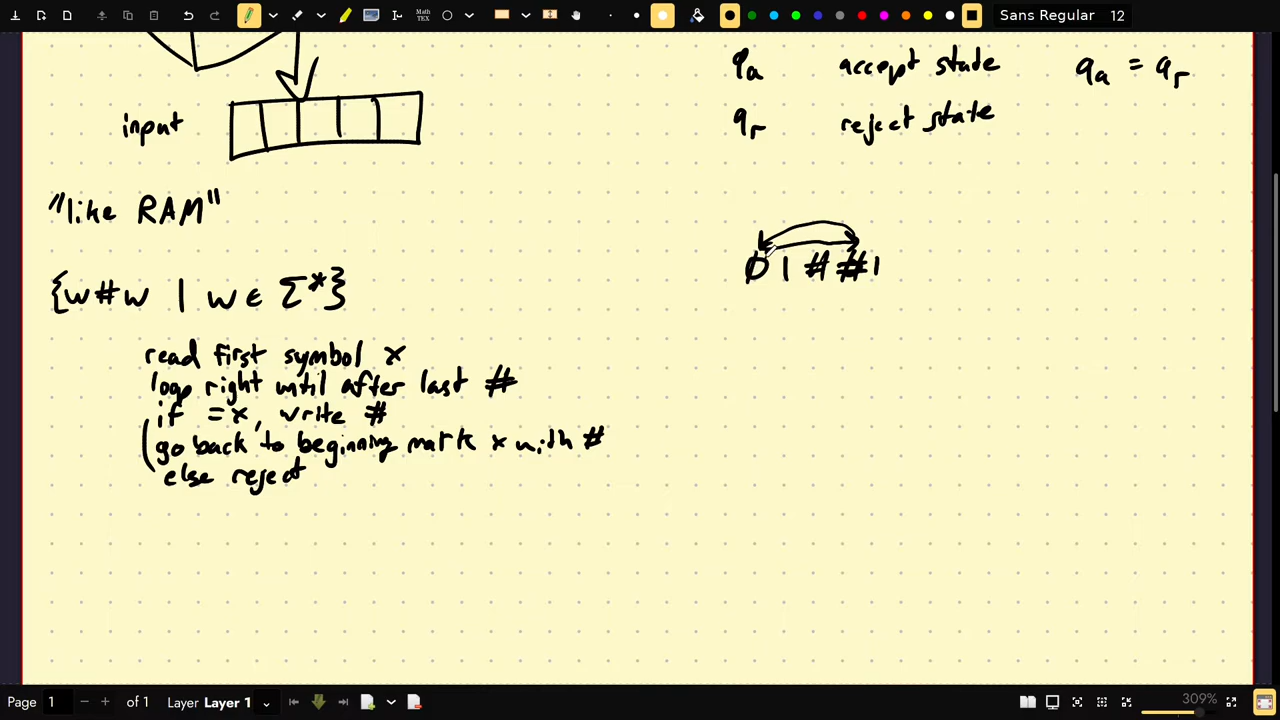 Math TEX Sans Regular 12
input
"like RAM"
{w#w | w ∈ Σ*}
read first symbol x
loop right until after last #
if = x, write #
go back to beginning mark x with #
else reject
q_a accept state q_a = q_r
q_r reject state
0 1 # # 1
Page 1 of 1 Layer Layer 1 309%